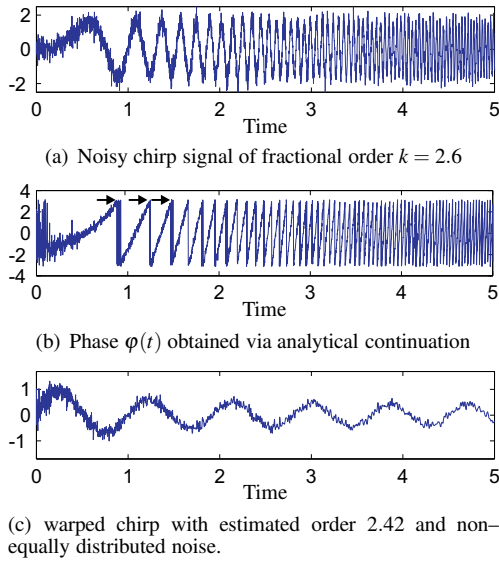 2
0
-2
0 1 2 3 4 5
Time
(a) Noisy chirp signal of fractional order k = 2.6
4
2
0
-2
-4
0 1 2 3 4 5
Time
(b) Phase φ(t) obtained via analytical continuation
1
0
-1
0 1 2 3 4 5
Time
(c) warped chirp with estimated order 2.42 and non–
equally distributed noise.